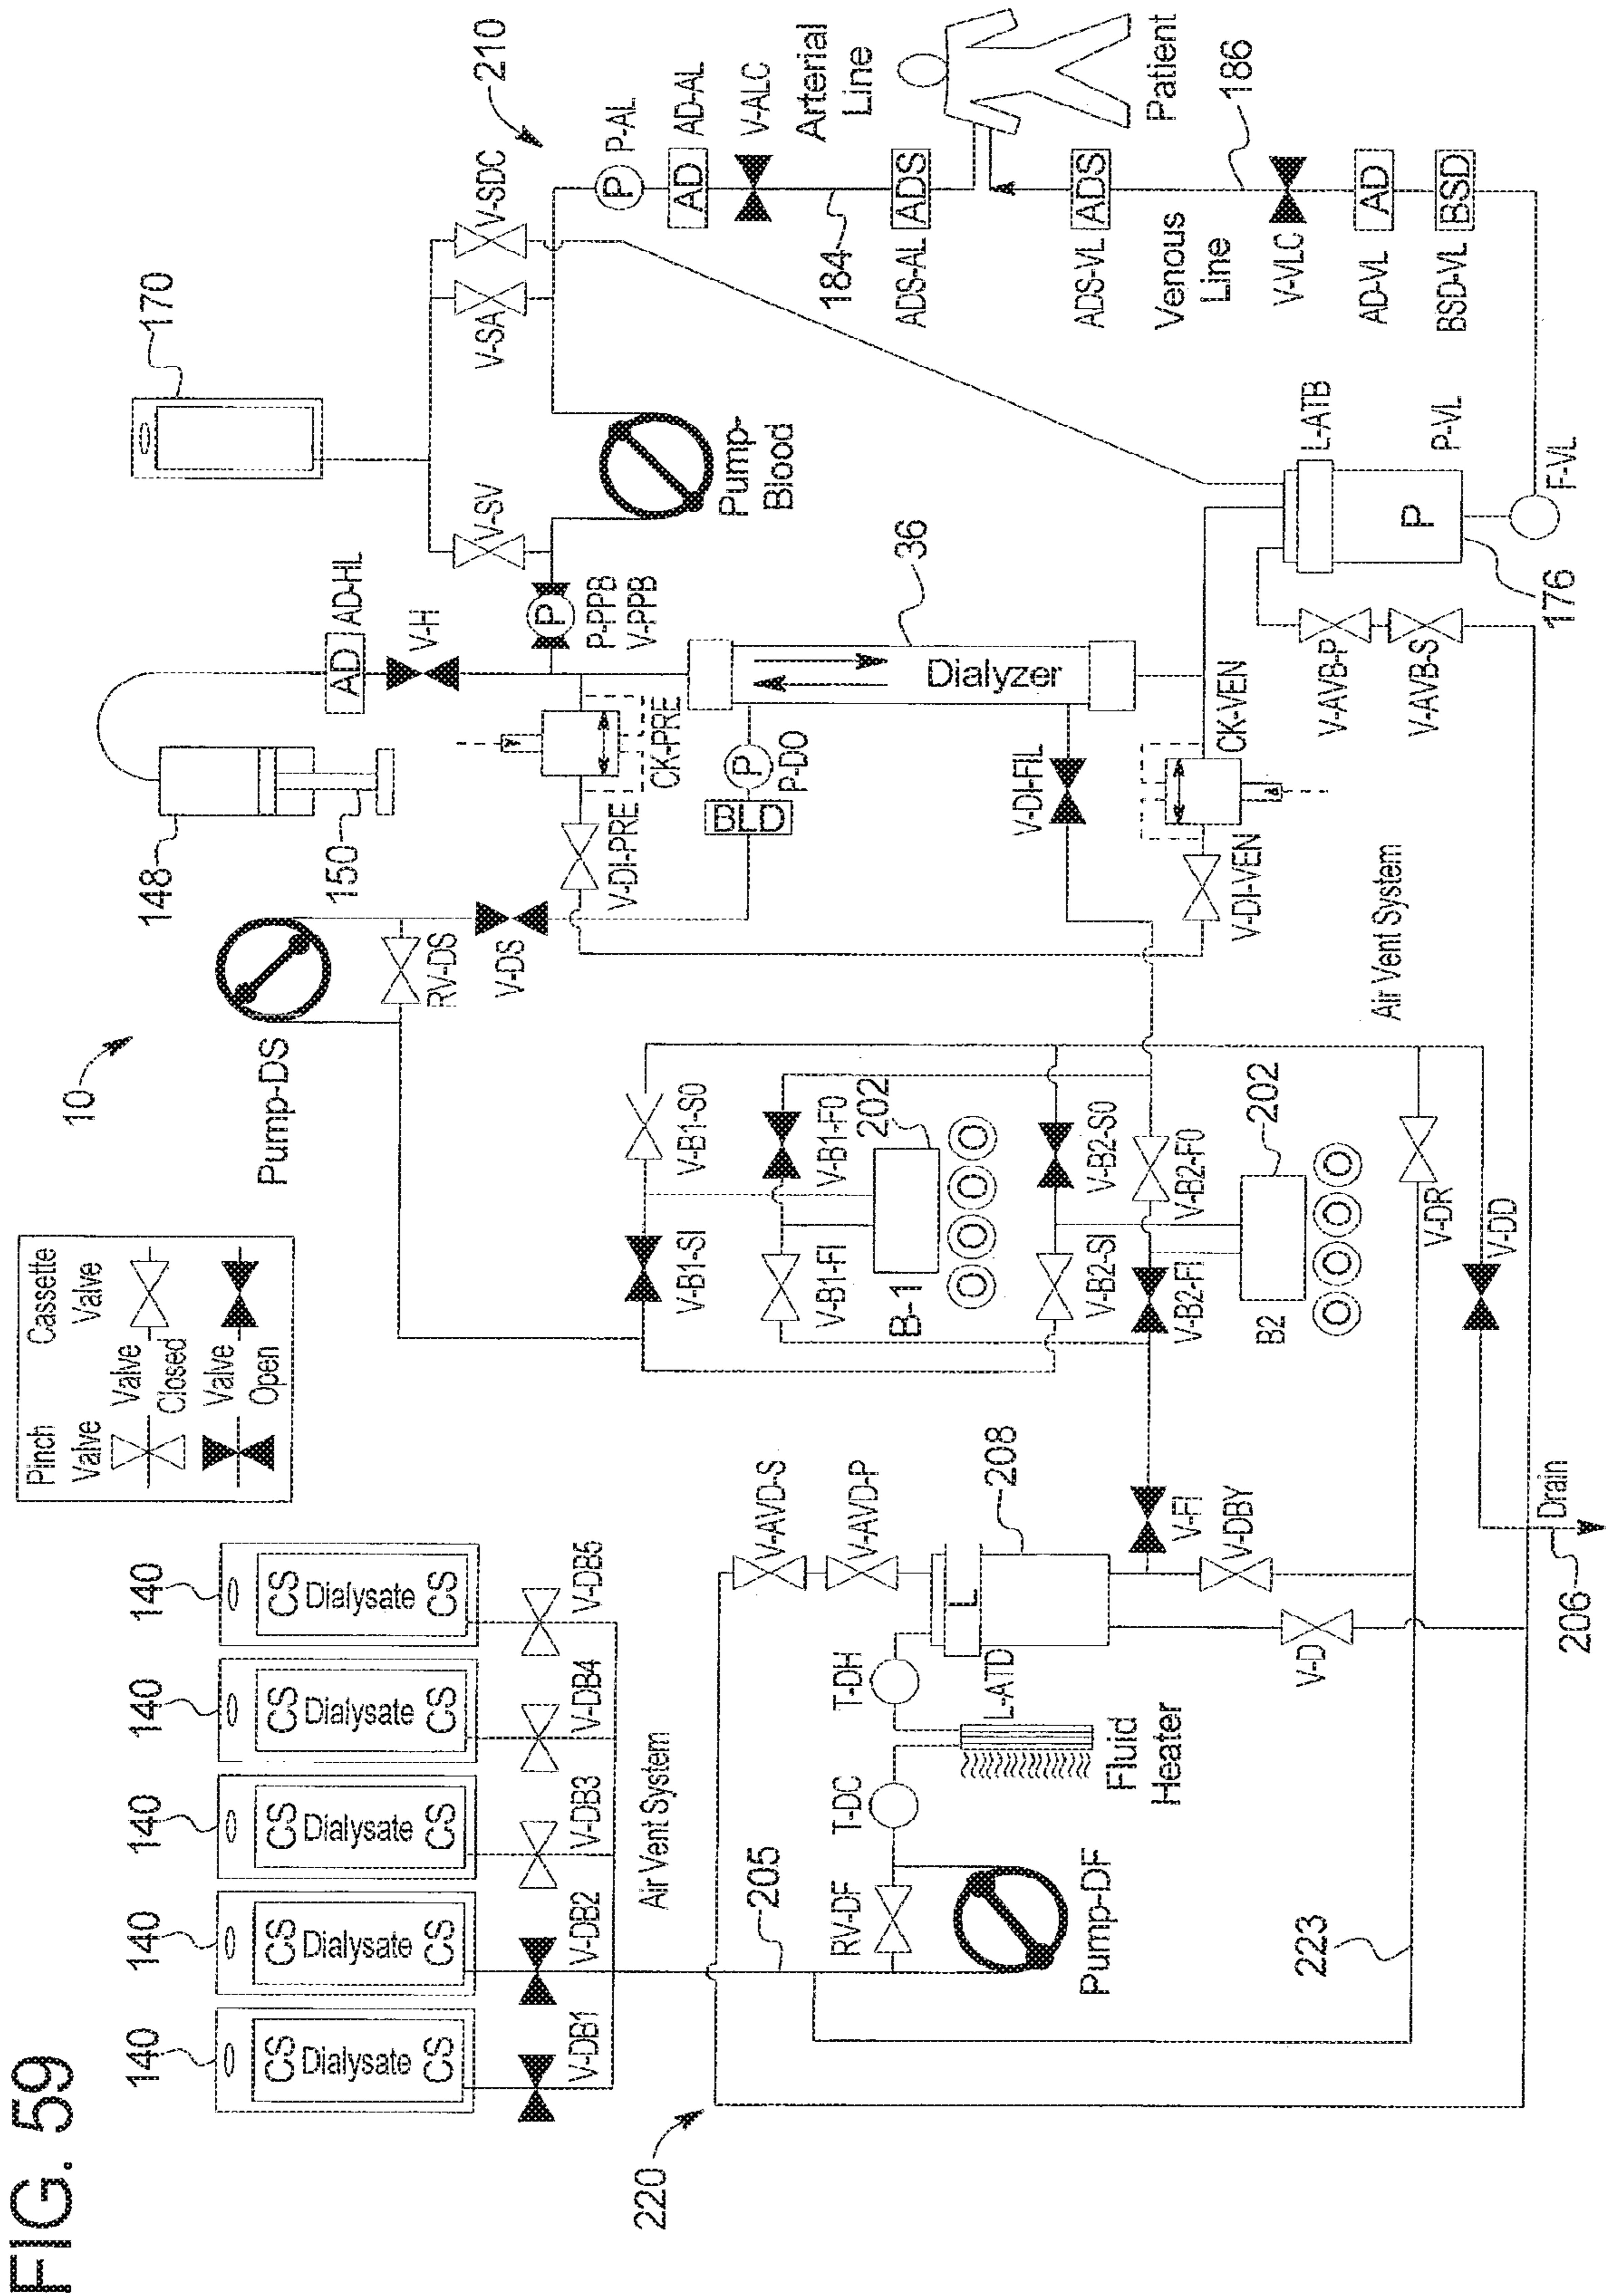 FIG. 59
10
Pinch
Valve
Cassette
Valve
Valve
Closed
Valve
Open
140
140
140
140
140
CS Dialysate CS
CS Dialysate CS
CS Dialysate CS
CS Dialysate CS
CS Dialysate CS
V-DB1
V-DB2
V-DB3
V-DB4
V-DB5
Air Vent System
220
205
V-AVD-S
V-AVD-P
RV-DF
T-DC
T-DH
L
L-ATD
208
Pump-DF
Fluid
Heater
V-FI
V-DBY
V-D
223
Drain
206
Pump-DS
RV-DS
V-DS
V-B1-SI
V-B1-S0
V-B1-FI
V-B1-F0
B-1
202
V-B2-SI
V-B2-S0
V-B2-FI
V-B2-F0
B2
202
V-DR
V-DD
148
150
AD
AD-HL
V-H
170
V-SV
V-SA
V-SDC
210
P
P-PPB
V-PPB
Pump-
Blood
P
P-AL
AD
AD-AL
V-ALC
Arterial
Line
184
ADS
ADS-AL
Patient
CK-PRE
V-DI-PRE
BLD
P
P-DO
Dialyzer
36
V-DI-FIL
CK-VEN
V-DI-VEN
Air Vent System
ADS
ADS-VL
Venous
Line
186
V-VLC
AD
AD-VL
BSD
BSD-VL
L-ATB
P
P-VL
F-VL
176
V-AVB-P
V-AVB-S